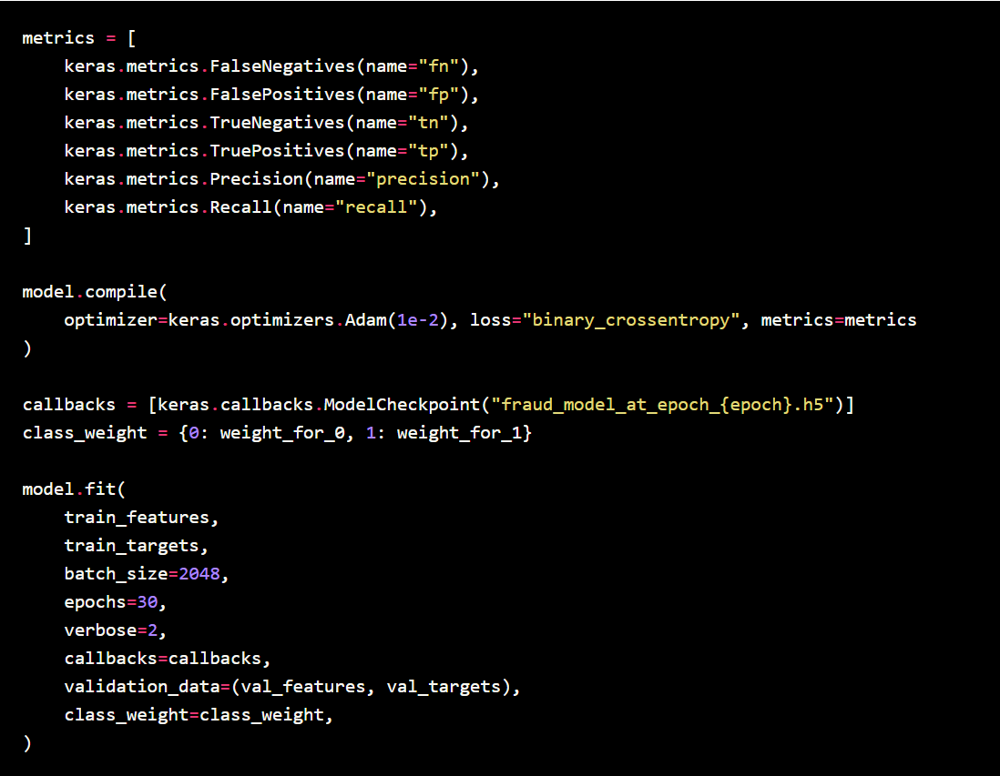 metrics = [
    keras.metrics.FalseNegatives(name="fn"),
    keras.metrics.FalsePositives(name="fp"),
    keras.metrics.TrueNegatives(name="tn"),
    keras.metrics.TruePositives(name="tp"),
    keras.metrics.Precision(name="precision"),
    keras.metrics.Recall(name="recall"),
]

model.compile(
    optimizer=keras.optimizers.Adam(1e-2), loss="binary_crossentropy", metrics=metrics
)

callbacks = [keras.callbacks.ModelCheckpoint("fraud_model_at_epoch_{epoch}.h5")]
class_weight = {0: weight_for_0, 1: weight_for_1}

model.fit(
    train_features,
    train_targets,
    batch_size=2048,
    epochs=30,
    verbose=2,
    callbacks=callbacks,
    validation_data=(val_features, val_targets),
    class_weight=class_weight,
)